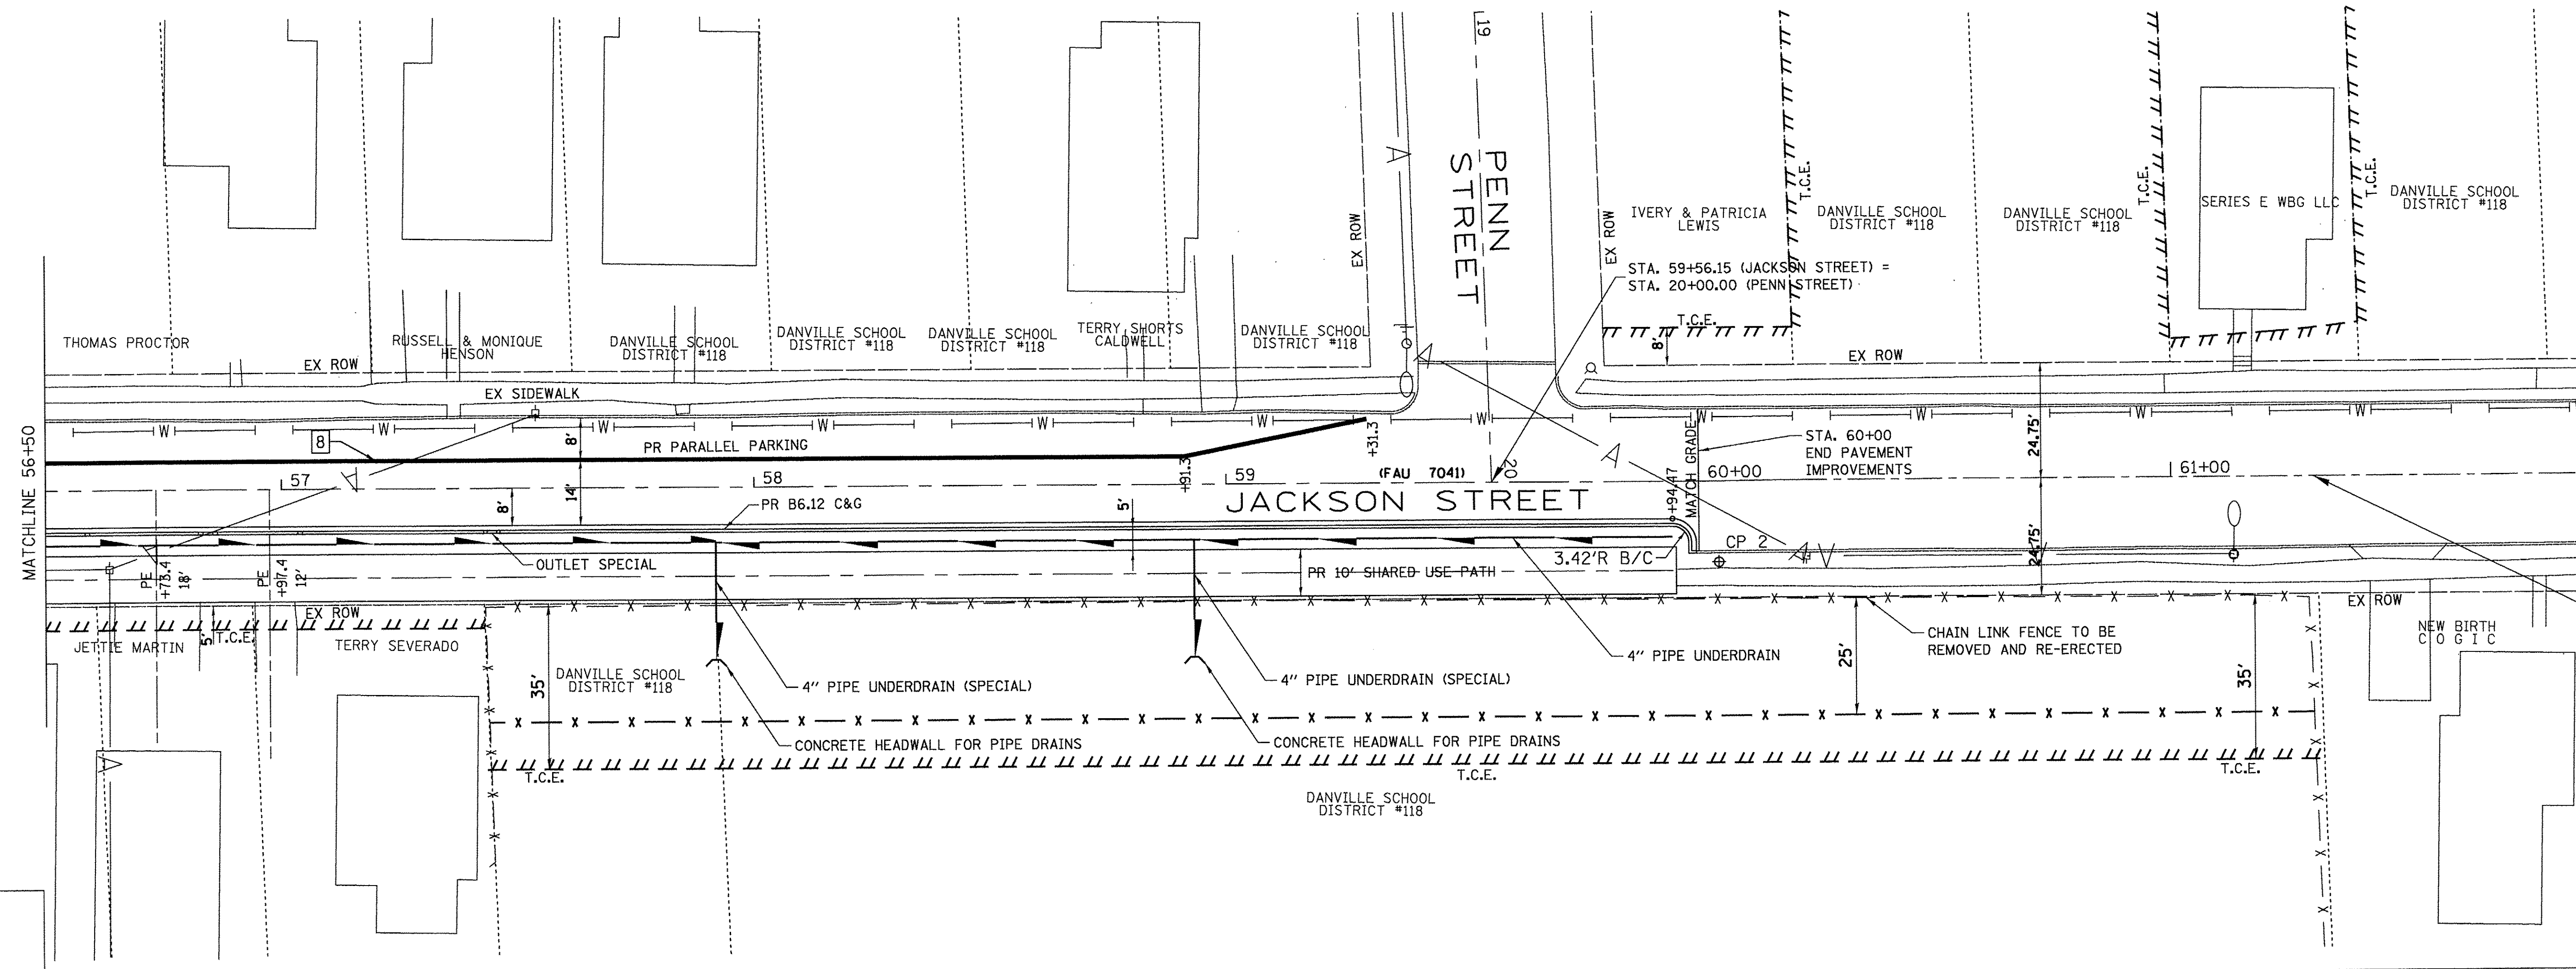 19
PENN
STREET
A
EX ROW
EX ROW
IVERY & PATRICIA
LEWIS
T.C.E.
DANVILLE SCHOOL
DISTRICT #118
DANVILLE SCHOOL
DISTRICT #118
T.C.E.
SERIES E WBG LLC
T.C.E.
DANVILLE SCHOOL
DISTRICT #118
STA. 59+56.15 (JACKSON STREET) =
STA. 20+00.00 (PENN STREET)
THOMAS PROCTOR
RUSSELL & MONIQUE
HENSON
DANVILLE SCHOOL
DISTRICT #118
DANVILLE SCHOOL
DISTRICT #118
DANVILLE SCHOOL
DISTRICT #118
TERRY SHORTS
CALDWELL
DANVILLE SCHOOL
DISTRICT #118
T.C.E.
8'
EX ROW
EX ROW
EX SIDEWALK
A
W W W W W W W W W W W
MATCHLINE 56+50
8
8'
PR PARALLEL PARKING
+31.3
+91.3
MATCH GRADE
STA. 60+00
END PAVEMENT
IMPROVEMENTS
24.75'
A
A
57
58
59
(FAU 7041)
20
60+00
61+00
14'
8'
PR B6.12 C&G
5'
JACKSON STREET
+94.47
24.75'
OUTLET SPECIAL
PR 10' SHARED USE PATH
3.42'R B/C
CP 2
A
A
PE
+73.4
18'
PE
+97.4
12'
EX ROW
EX ROW
5'
T.C.E.
JETTIE MARTIN
TERRY SEVERADO
DANVILLE SCHOOL
DISTRICT #118
35'
4" PIPE UNDERDRAIN (SPECIAL)
4" PIPE UNDERDRAIN (SPECIAL)
4" PIPE UNDERDRAIN
25'
CHAIN LINK FENCE TO BE
REMOVED AND RE-ERECTED
35'
NEW BIRTH
C O G I C
CONCRETE HEADWALL FOR PIPE DRAINS
CONCRETE HEADWALL FOR PIPE DRAINS
A
T.C.E.
T.C.E.
T.C.E.
DANVILLE SCHOOL
DISTRICT #118